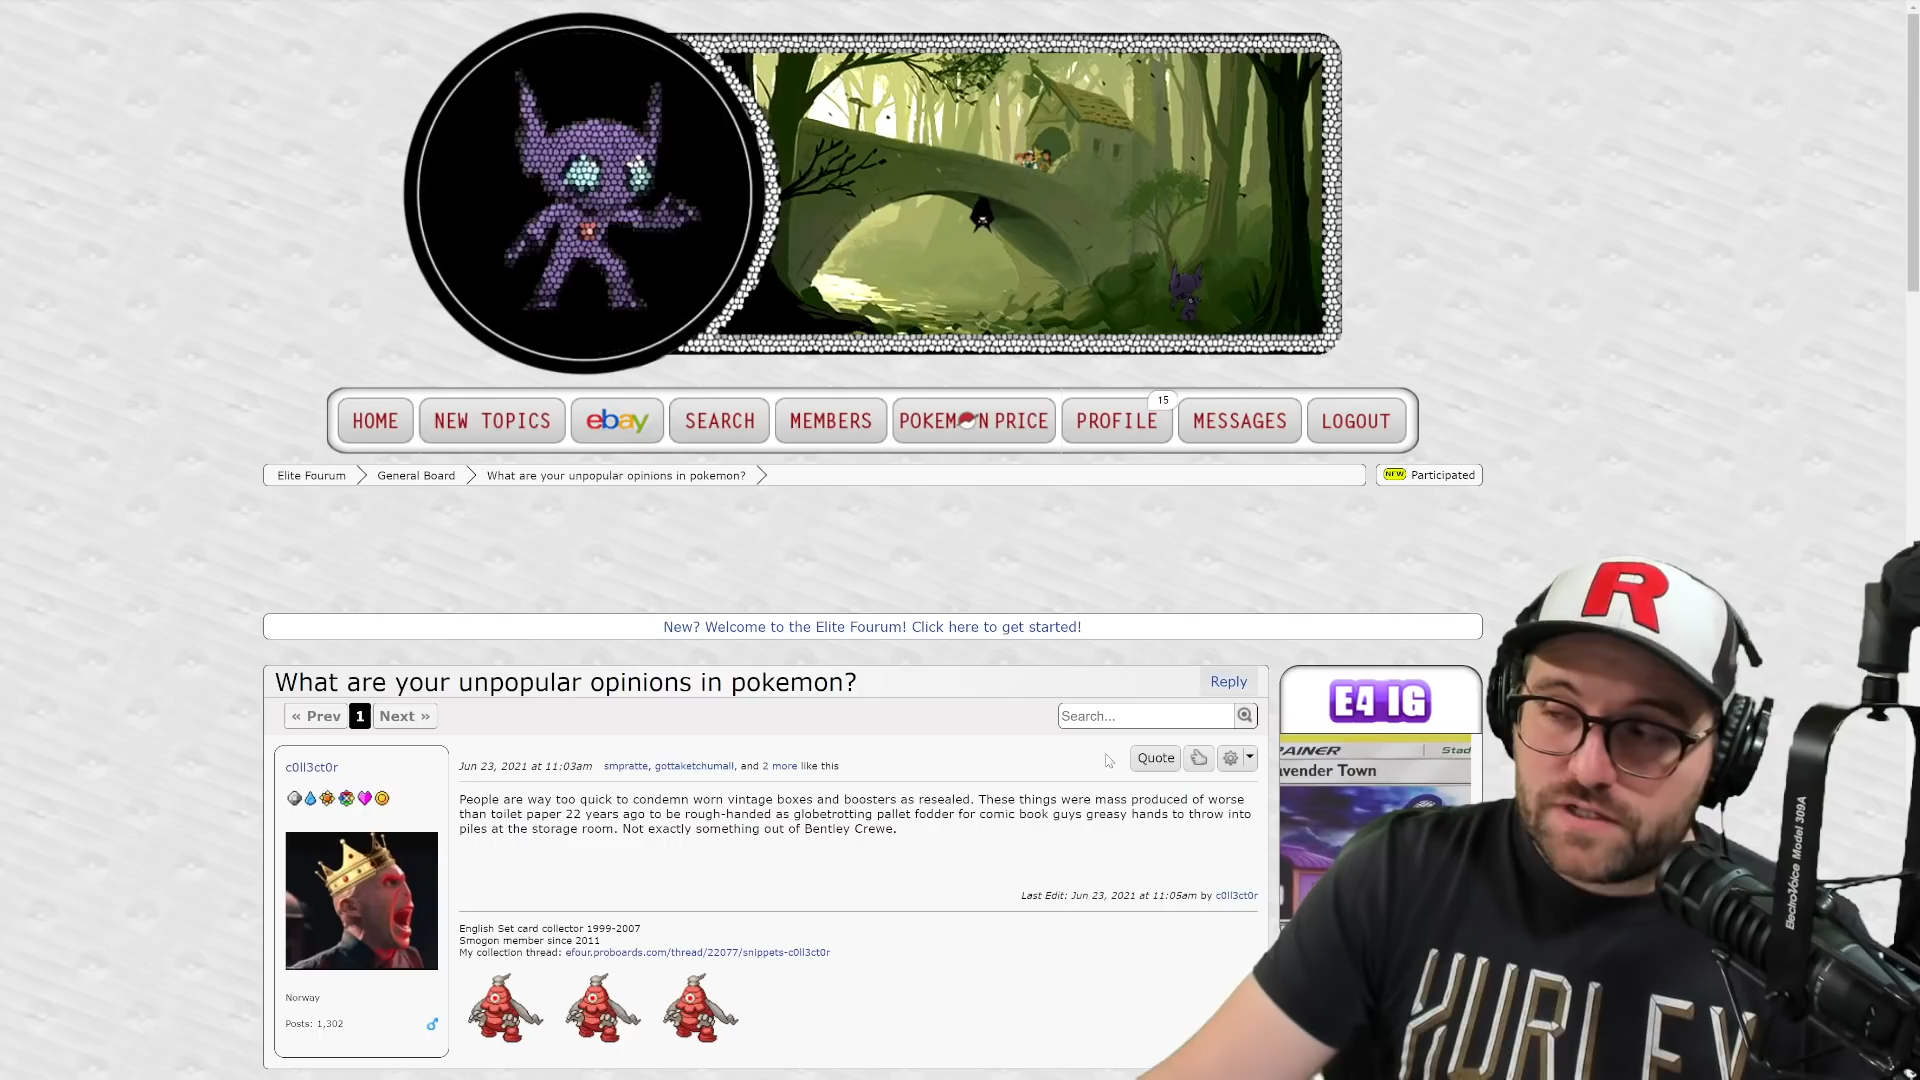 HOME NEW TOPICS ebay SEARCH MEMBERS POKEMON PRICE PROFILE 15 MESSAGES LOGOUT
Elite Fourum General Board What are your unpopular opinions in pokemon? NEW Participated
New? Welcome to the Elite Fourum! Click here to get started!
What are your unpopular opinions in pokemon? Reply
« Prev 1 Next » Search...
c0ll3ct0r
Jun 23, 2021 at 11:03am smpratte, gottaketchumall, and 2 more like this Quote
People are way too quick to condemn worn vintage boxes and boosters as resealed. These things were mass produced of worse
than toilet paper 22 years ago to be rough-handed as globetrotting pallet fodder for comic book guys greasy hands to throw into
piles at the storage room. Not exactly something out of Bentley Crewe.
Last Edit: Jun 23, 2021 at 11:05am by c0ll3ct0r
English Set card collector 1999-2007
Smogon member since 2011
My collection thread: efour.proboards.com/thread/22077/snippets-c0ll3ct0r
Norway
Posts: 1,302
E4 IG
AINER Stad
vender Town
R
HURLEY
ElectroVoice Model 309A